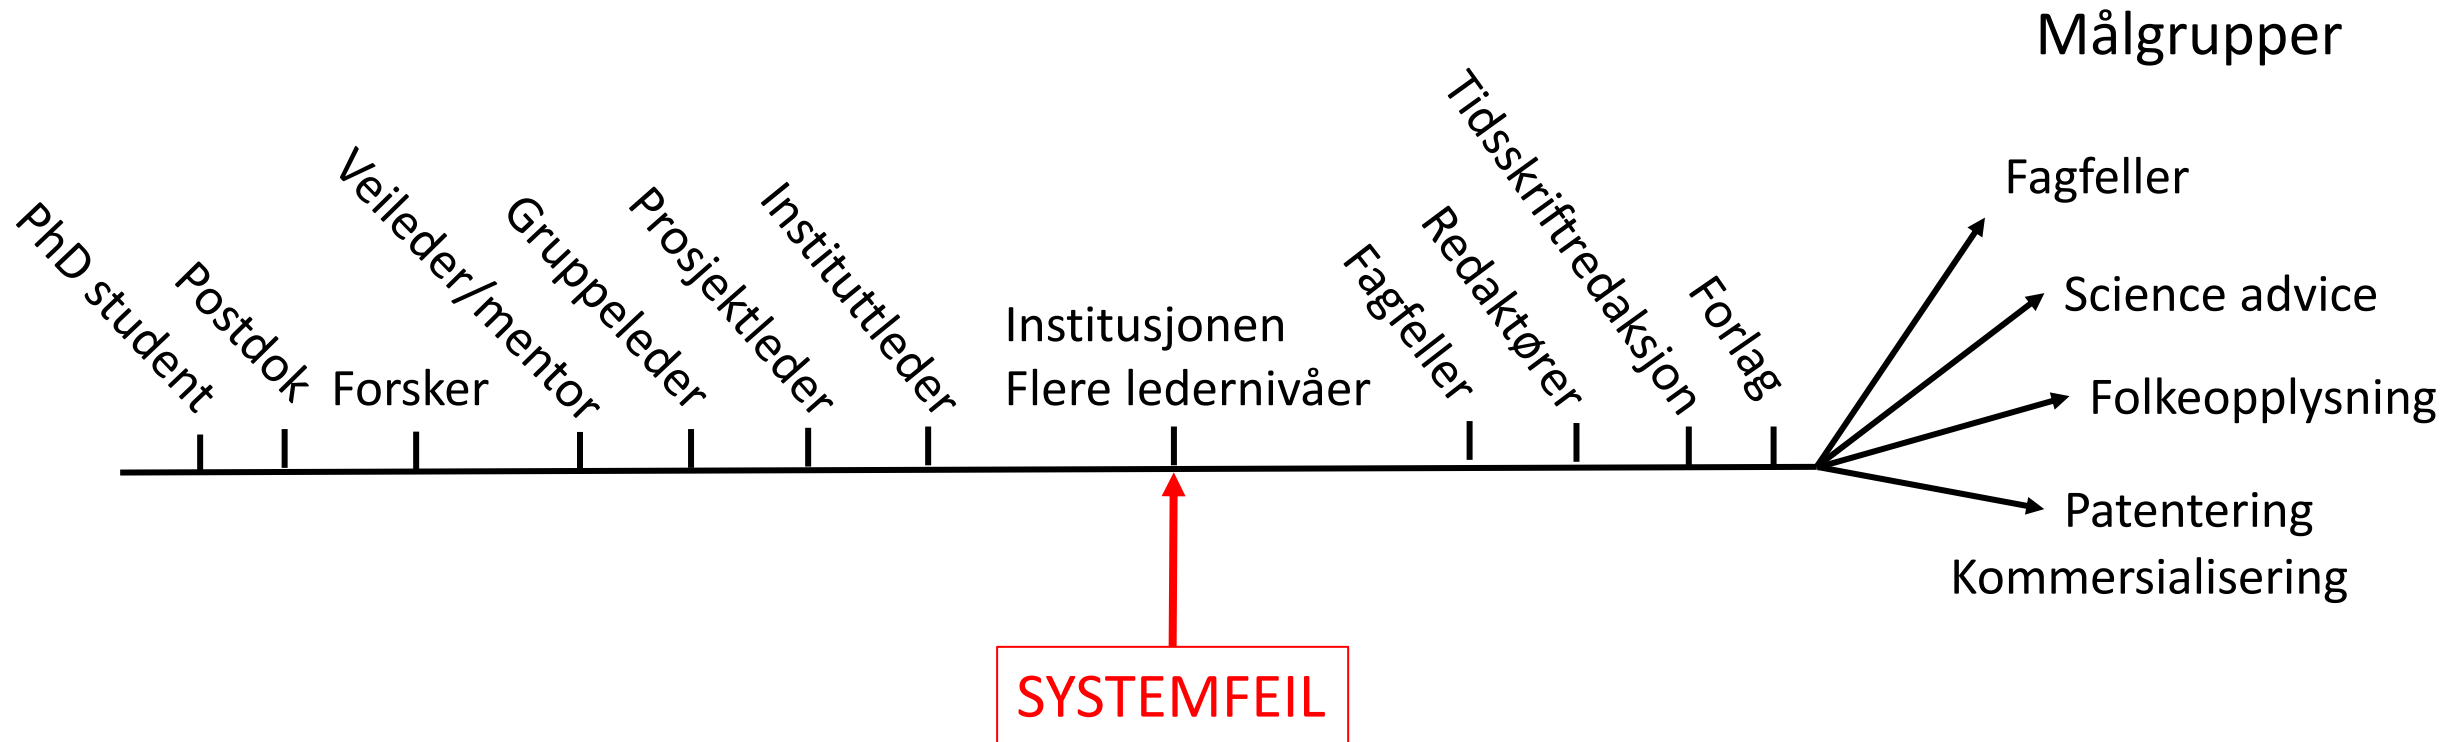 Målgrupper
PhD student
Postdok
Forsker
Veileder/mentor
Gruppeleder
Prosjektleder
Instituttleder
Institusjonen
Flere ledernivåer
Fagfeller
Redaktører
Tidsskriftredaksjon
Forlag
Fagfeller
Science advice
Folkeopplysning
Patentering
Kommersialisering
SYSTEMFEIL